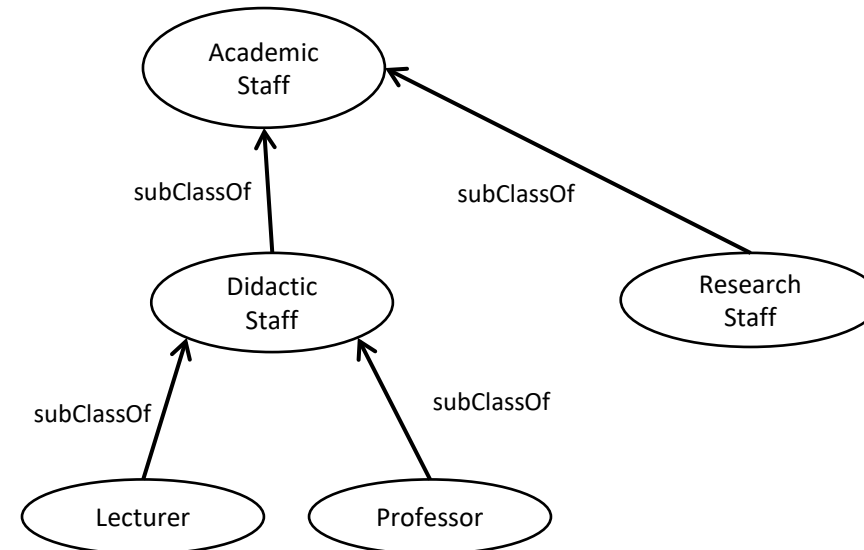 Academic
Staff
subClassOf
subClassOf
Didactic
Staff
Research
Staff
subClassOf
subClassOf
Lecturer
Professor